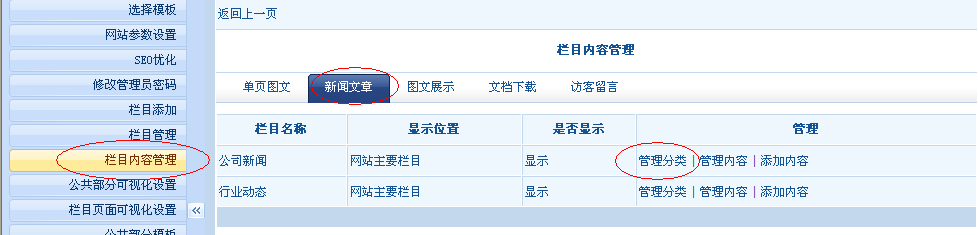 选择模板
网站参数设置
SEO优化
修改管理员密码
栏目添加
栏目管理
栏目内容管理
公共部分可视化设置
栏目页面可视化设置
公共部分模板
返回上一页
栏目内容管理
单页图文 新闻文章 图文展示 文档下载 访客留言
栏目名称 显示位置 是否显示 管理
公司新闻 网站主要栏目 显示 管理分类 | 管理内容 | 添加内容
行业动态 网站主要栏目 显示 管理分类 | 管理内容 | 添加内容